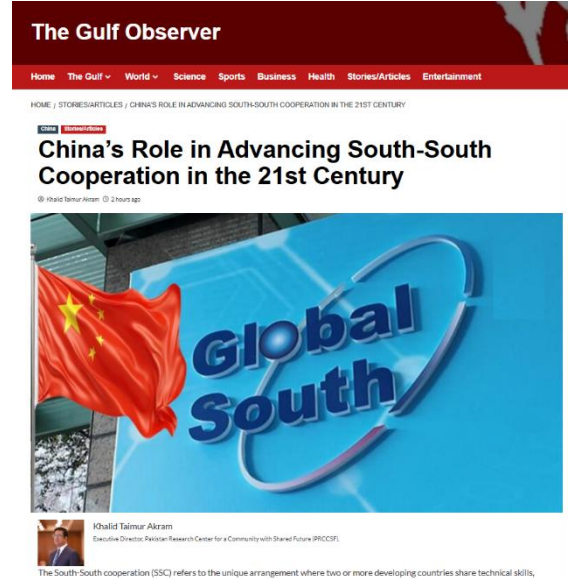 The Gulf Observer
Home The Gulf World Science Sports Business Health Stories/Articles Entertainment
HOME / STORIES/ARTICLES / CHINA'S ROLE IN ADVANCING SOUTH-SOUTH COOPERATION IN THE 21ST CENTURY
China Stories/Articles
China's Role in Advancing South-South
Cooperation in the 21st Century
Khalid Taimur Akram 2 hours ago
Global
South
Khalid Taimur Akram
Executive Director, Pakistan Research Center for a Community with Shared Future (PRCCSF).
The South-South cooperation (SSC) refers to the unique arrangement where two or more developing countries share technical skills,